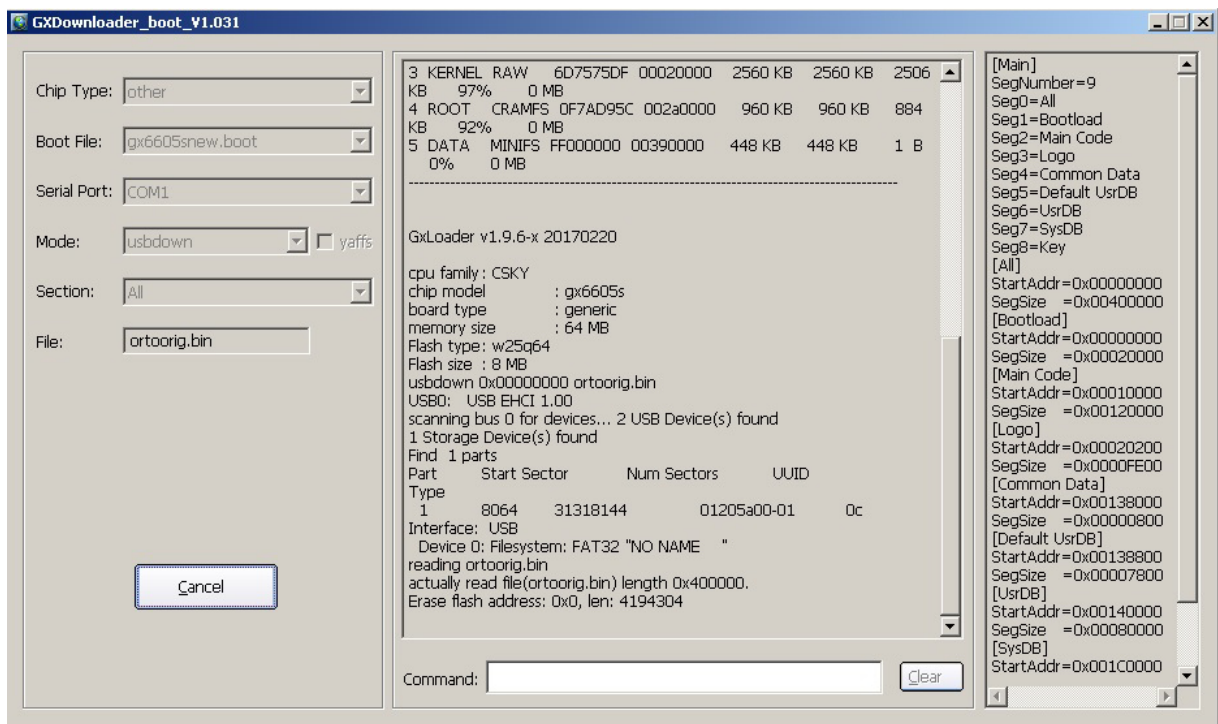 GXDownloader_boot_V1.031
Chip Type: other
Boot File: gx6605snew.boot
Serial Port: COM1
Mode: usbdown yaffs
Section: All
File: ortoorig.bin
Cancel
3 KERNEL RAW 6D7575DF 00020000 2560 KB 2560 KB 2506
KB 97% 0 MB
4 ROOT CRAMFS 0F7AD95C 002a0000 960 KB 960 KB 884
KB 92% 0 MB
5 DATA MINIFS FF000000 00390000 448 KB 448 KB 1 B
0% 0 MB
--------------------------------------------------------------------------------------------
GxLoader v1.9.6-x 20170220
cpu family : CSKY
chip model : gx6605s
board type : generic
memory size : 64 MB
Flash type: w25q64
Flash size : 8 MB
usbdown 0x00000000 ortoorig.bin
USB0: USB EHCI 1.00
scanning bus 0 for devices... 2 USB Device(s) found
1 Storage Device(s) found
Find 1 parts
Part Start Sector Num Sectors UUID
Type
1 8064 31318144 01205a00-01 0c
Interface: USB
Device 0: Filesystem: FAT32 "NO NAME "
reading ortoorig.bin
actually read file(ortoorig.bin) length 0x400000.
Erase flash address: 0x0, len: 4194304
Command:
Clear
[Main]
SegNumber=9
Seg0=All
Seg1=Bootload
Seg2=Main Code
Seg3=Logo
Seg4=Common Data
Seg5=Default UsrDB
Seg6=UsrDB
Seg7=SysDB
Seg8=Key
[All]
StartAddr=0x00000000
SegSize =0x00400000
[Bootload]
StartAddr=0x00000000
SegSize =0x00020000
[Main Code]
StartAddr=0x00010000
SegSize =0x00120000
[Logo]
StartAddr=0x00020200
SegSize =0x0000FE00
[Common Data]
StartAddr=0x00138000
SegSize =0x00000800
[Default UsrDB]
StartAddr=0x00138800
SegSize =0x00007800
[UsrDB]
StartAddr=0x00140000
SegSize =0x00080000
[SysDB]
StartAddr=0x001C0000